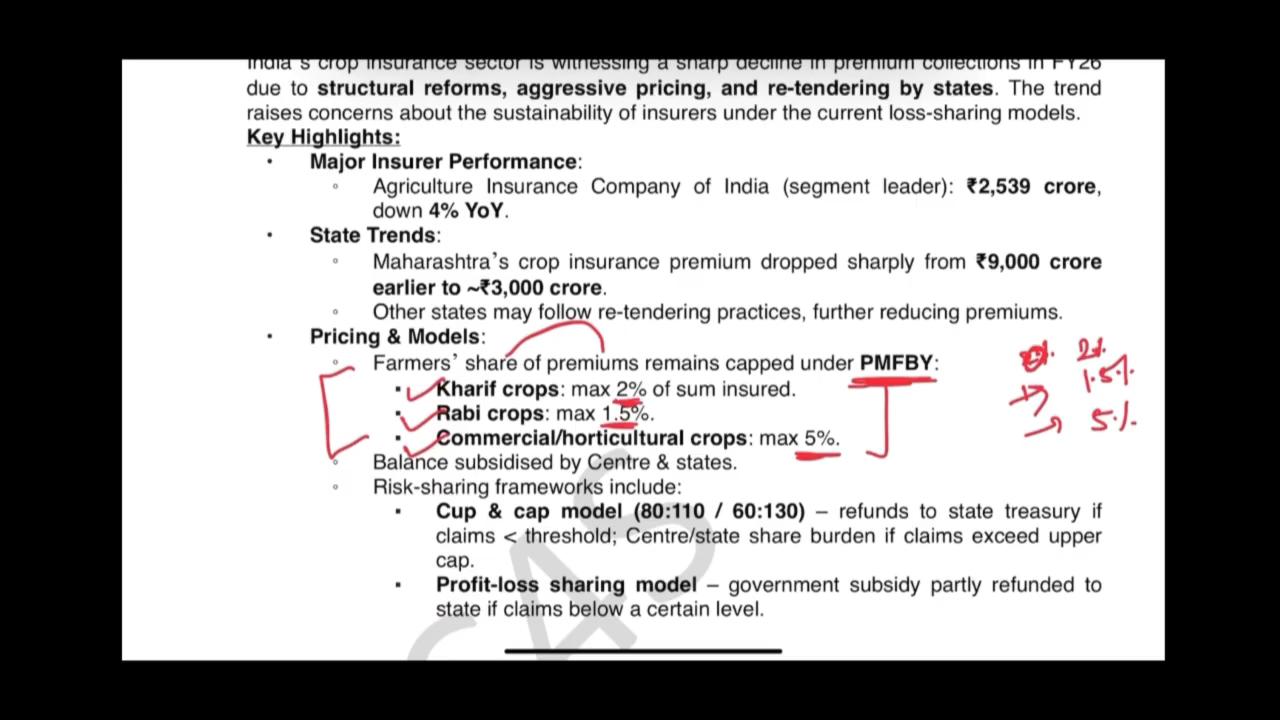 India's crop insurance sector is witnessing a sharp decline in premium collections in FY26
due to structural reforms, aggressive pricing, and re-tendering by states. The trend
raises concerns about the sustainability of insurers under the current loss-sharing models.
Key Highlights:
• Major Insurer Performance:
◦ Agriculture Insurance Company of India (segment leader): ₹2,539 crore,
down 4% YoY.
• State Trends:
◦ Maharashtra's crop insurance premium dropped sharply from ₹9,000 crore
earlier to ~₹3,000 crore.
◦ Other states may follow re-tendering practices, further reducing premiums.
• Pricing & Models:
◦ Farmers' share of premiums remains capped under PMFBY:
▪ Kharif crops: max 2% of sum insured.
▪ Rabi crops: max 1.5%.
▪ Commercial/horticultural crops: max 5%.
2%
1.5%
5%
◦ Balance subsidised by Centre & states.
◦ Risk-sharing frameworks include:
▪ Cup & cap model (80:110 / 60:130) – refunds to state treasury if
claims < threshold; Centre/state share burden if claims exceed upper
cap.
▪ Profit-loss sharing model – government subsidy partly refunded to
state if claims below a certain level.
C4S